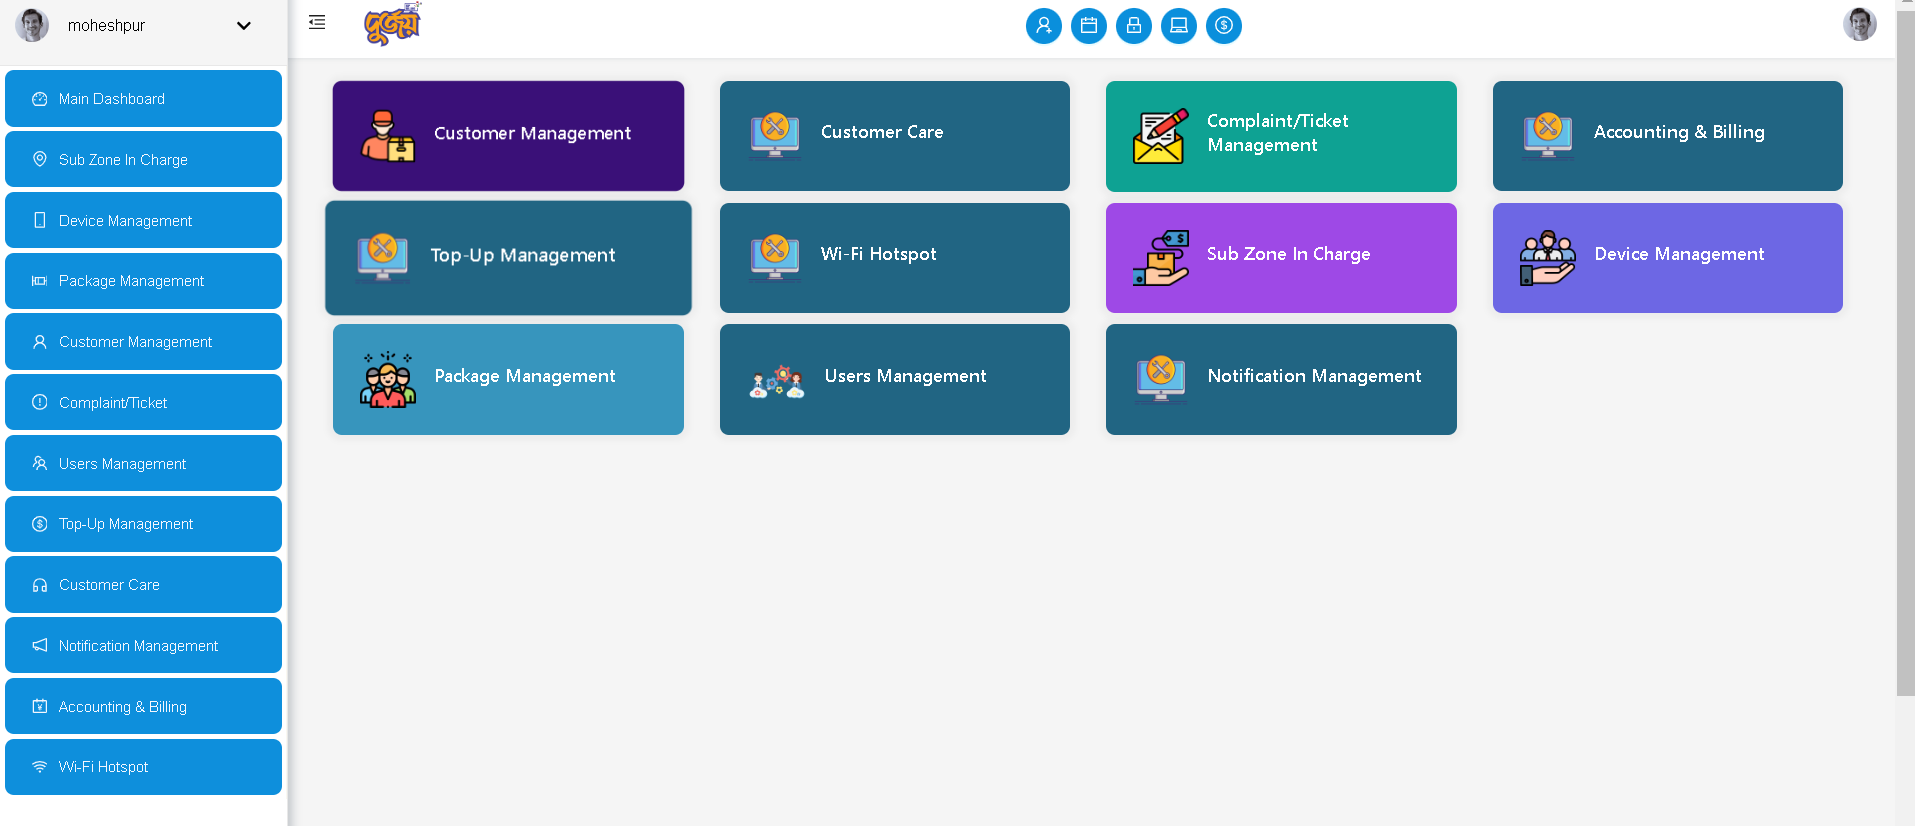 moheshpur
দুর্জয়
Main Dashboard
Sub Zone In Charge
Device Management
Package Management
Customer Management
Complaint/Ticket
Users Management
Top-Up Management
Customer Care
Notification Management
Accounting & Billing
Wi-Fi Hotspot
Customer Management
Customer Care
Complaint/Ticket
Management
Accounting & Billing
Top-Up Management
Wi-Fi Hotspot
Sub Zone In Charge
Device Management
Package Management
Users Management
Notification Management